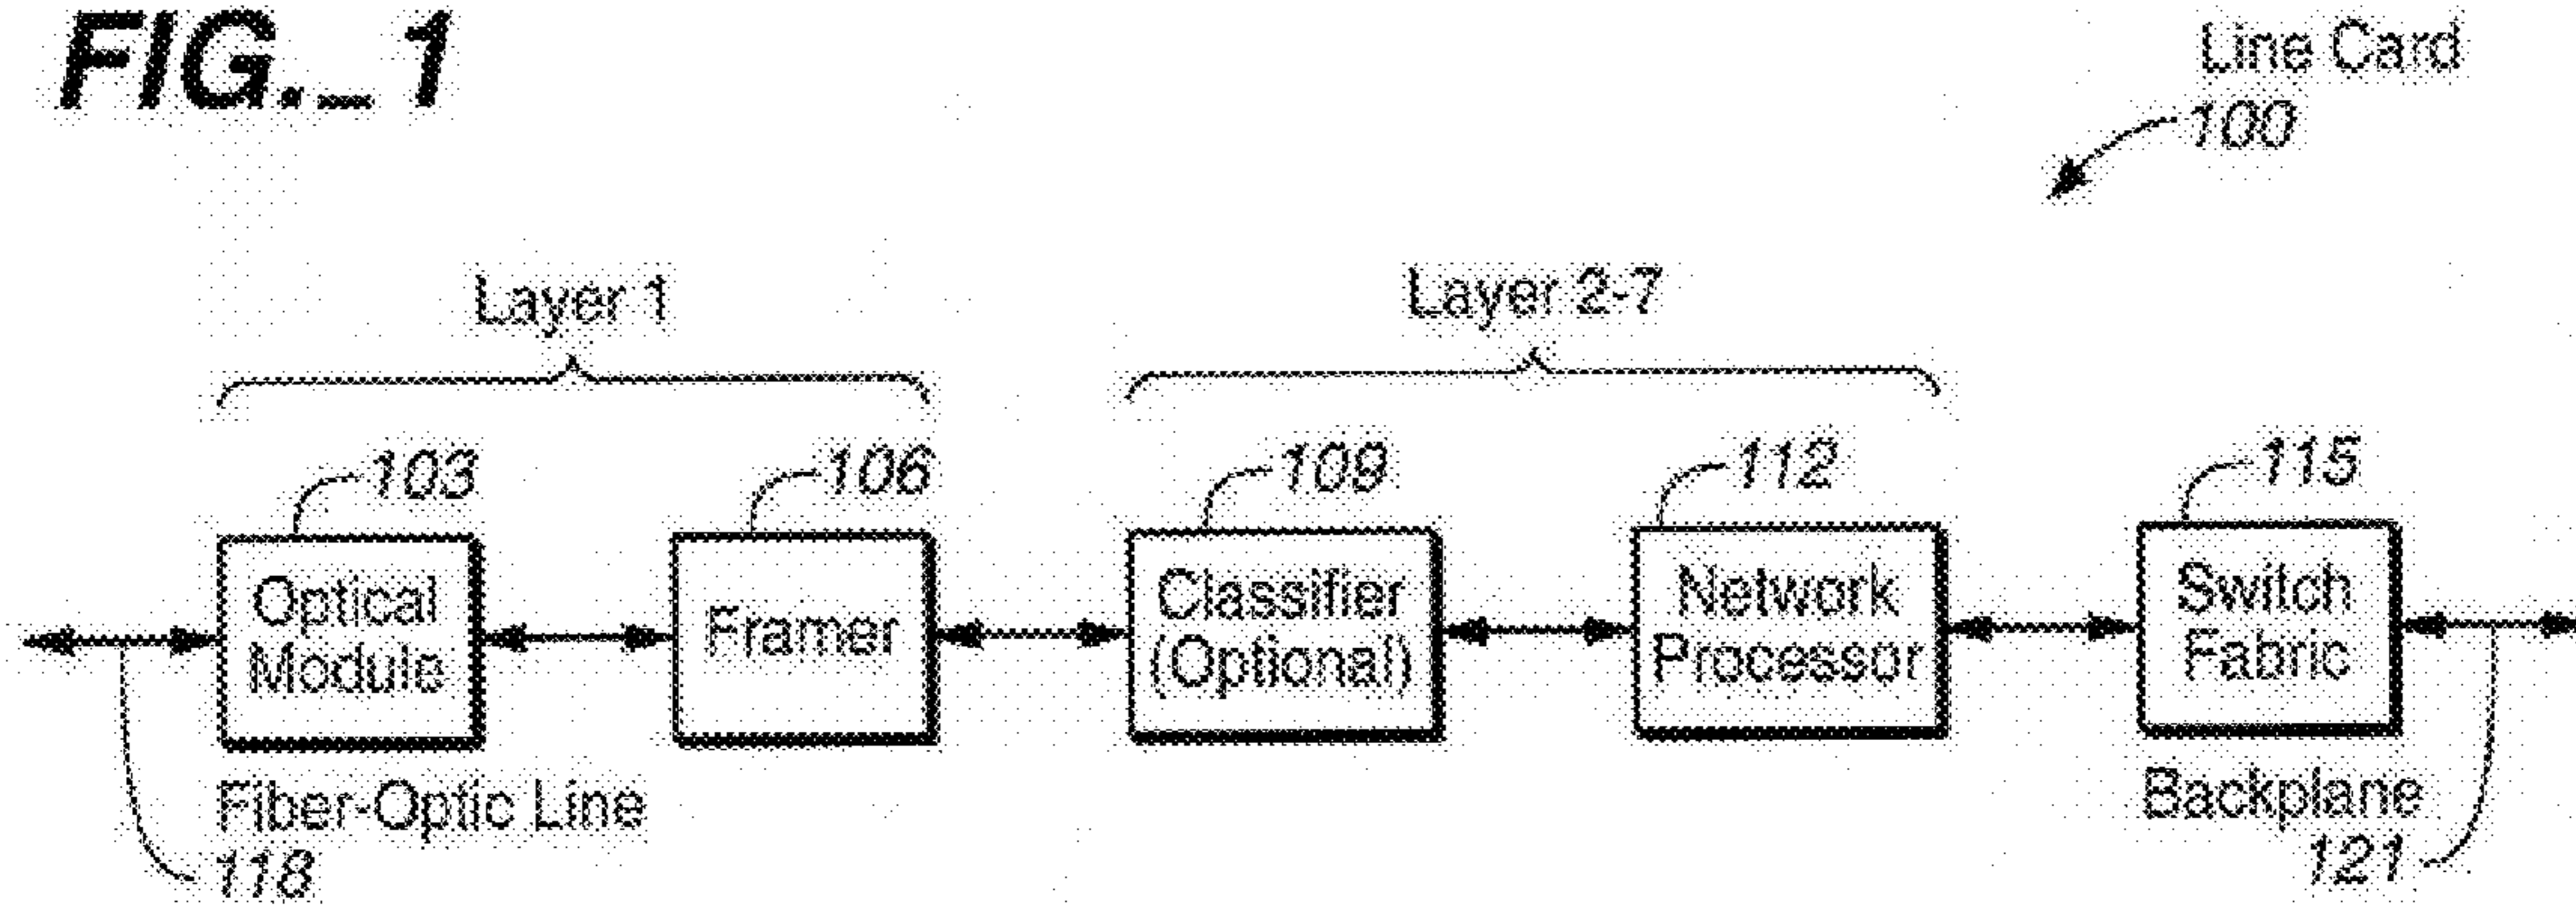 FIG._1
Line Card
100
Layer 1
Layer 2-7
103
106
109
112
115
Optical
Module
Framer
Classifier
(Optional)
Network
Processor
Switch
Fabric
Fiber-Optic Line
118
Backplane
121